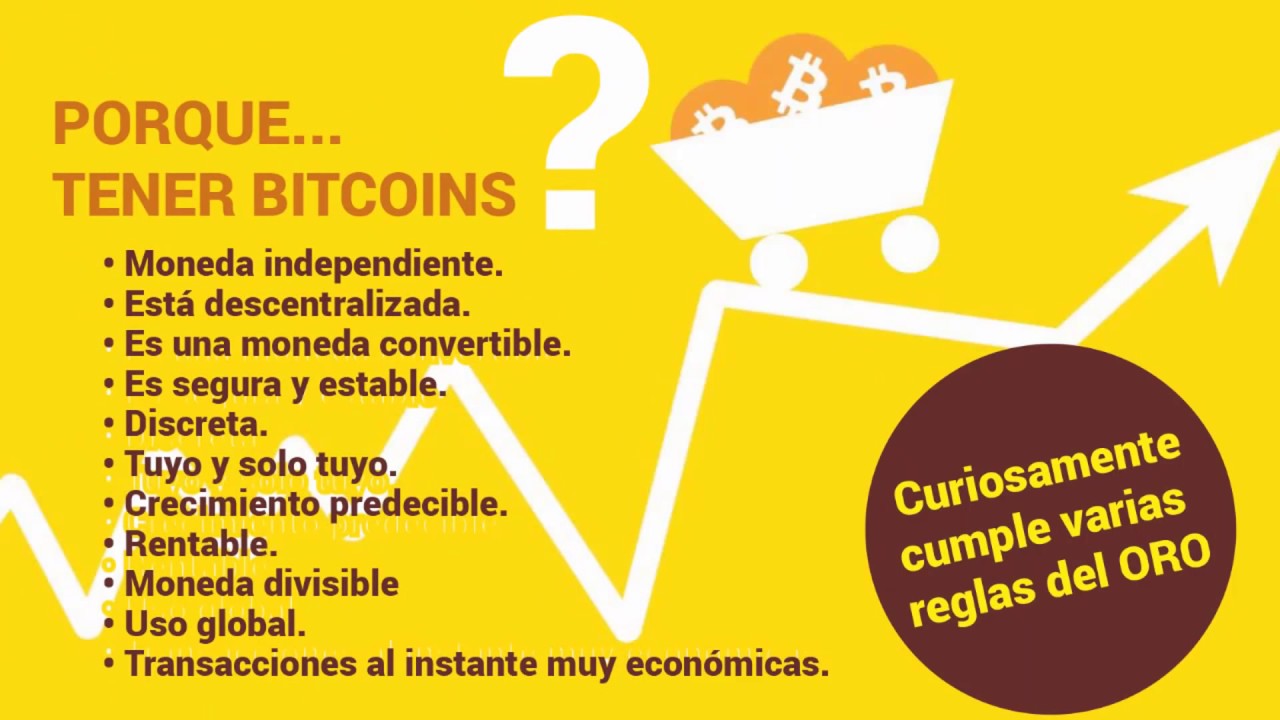 PORQUE...
TENER BITCOINS
?
• Moneda independiente.
• Está descentralizada.
• Es una moneda convertible.
• Es segura y estable.
• Discreta.
• Tuyo y solo tuyo.
• Crecimiento predecible.
• Rentable.
• Moneda divisible
• Uso global.
• Transacciones al instante muy económicas.
Curiosamente
cumple varias
reglas del ORO